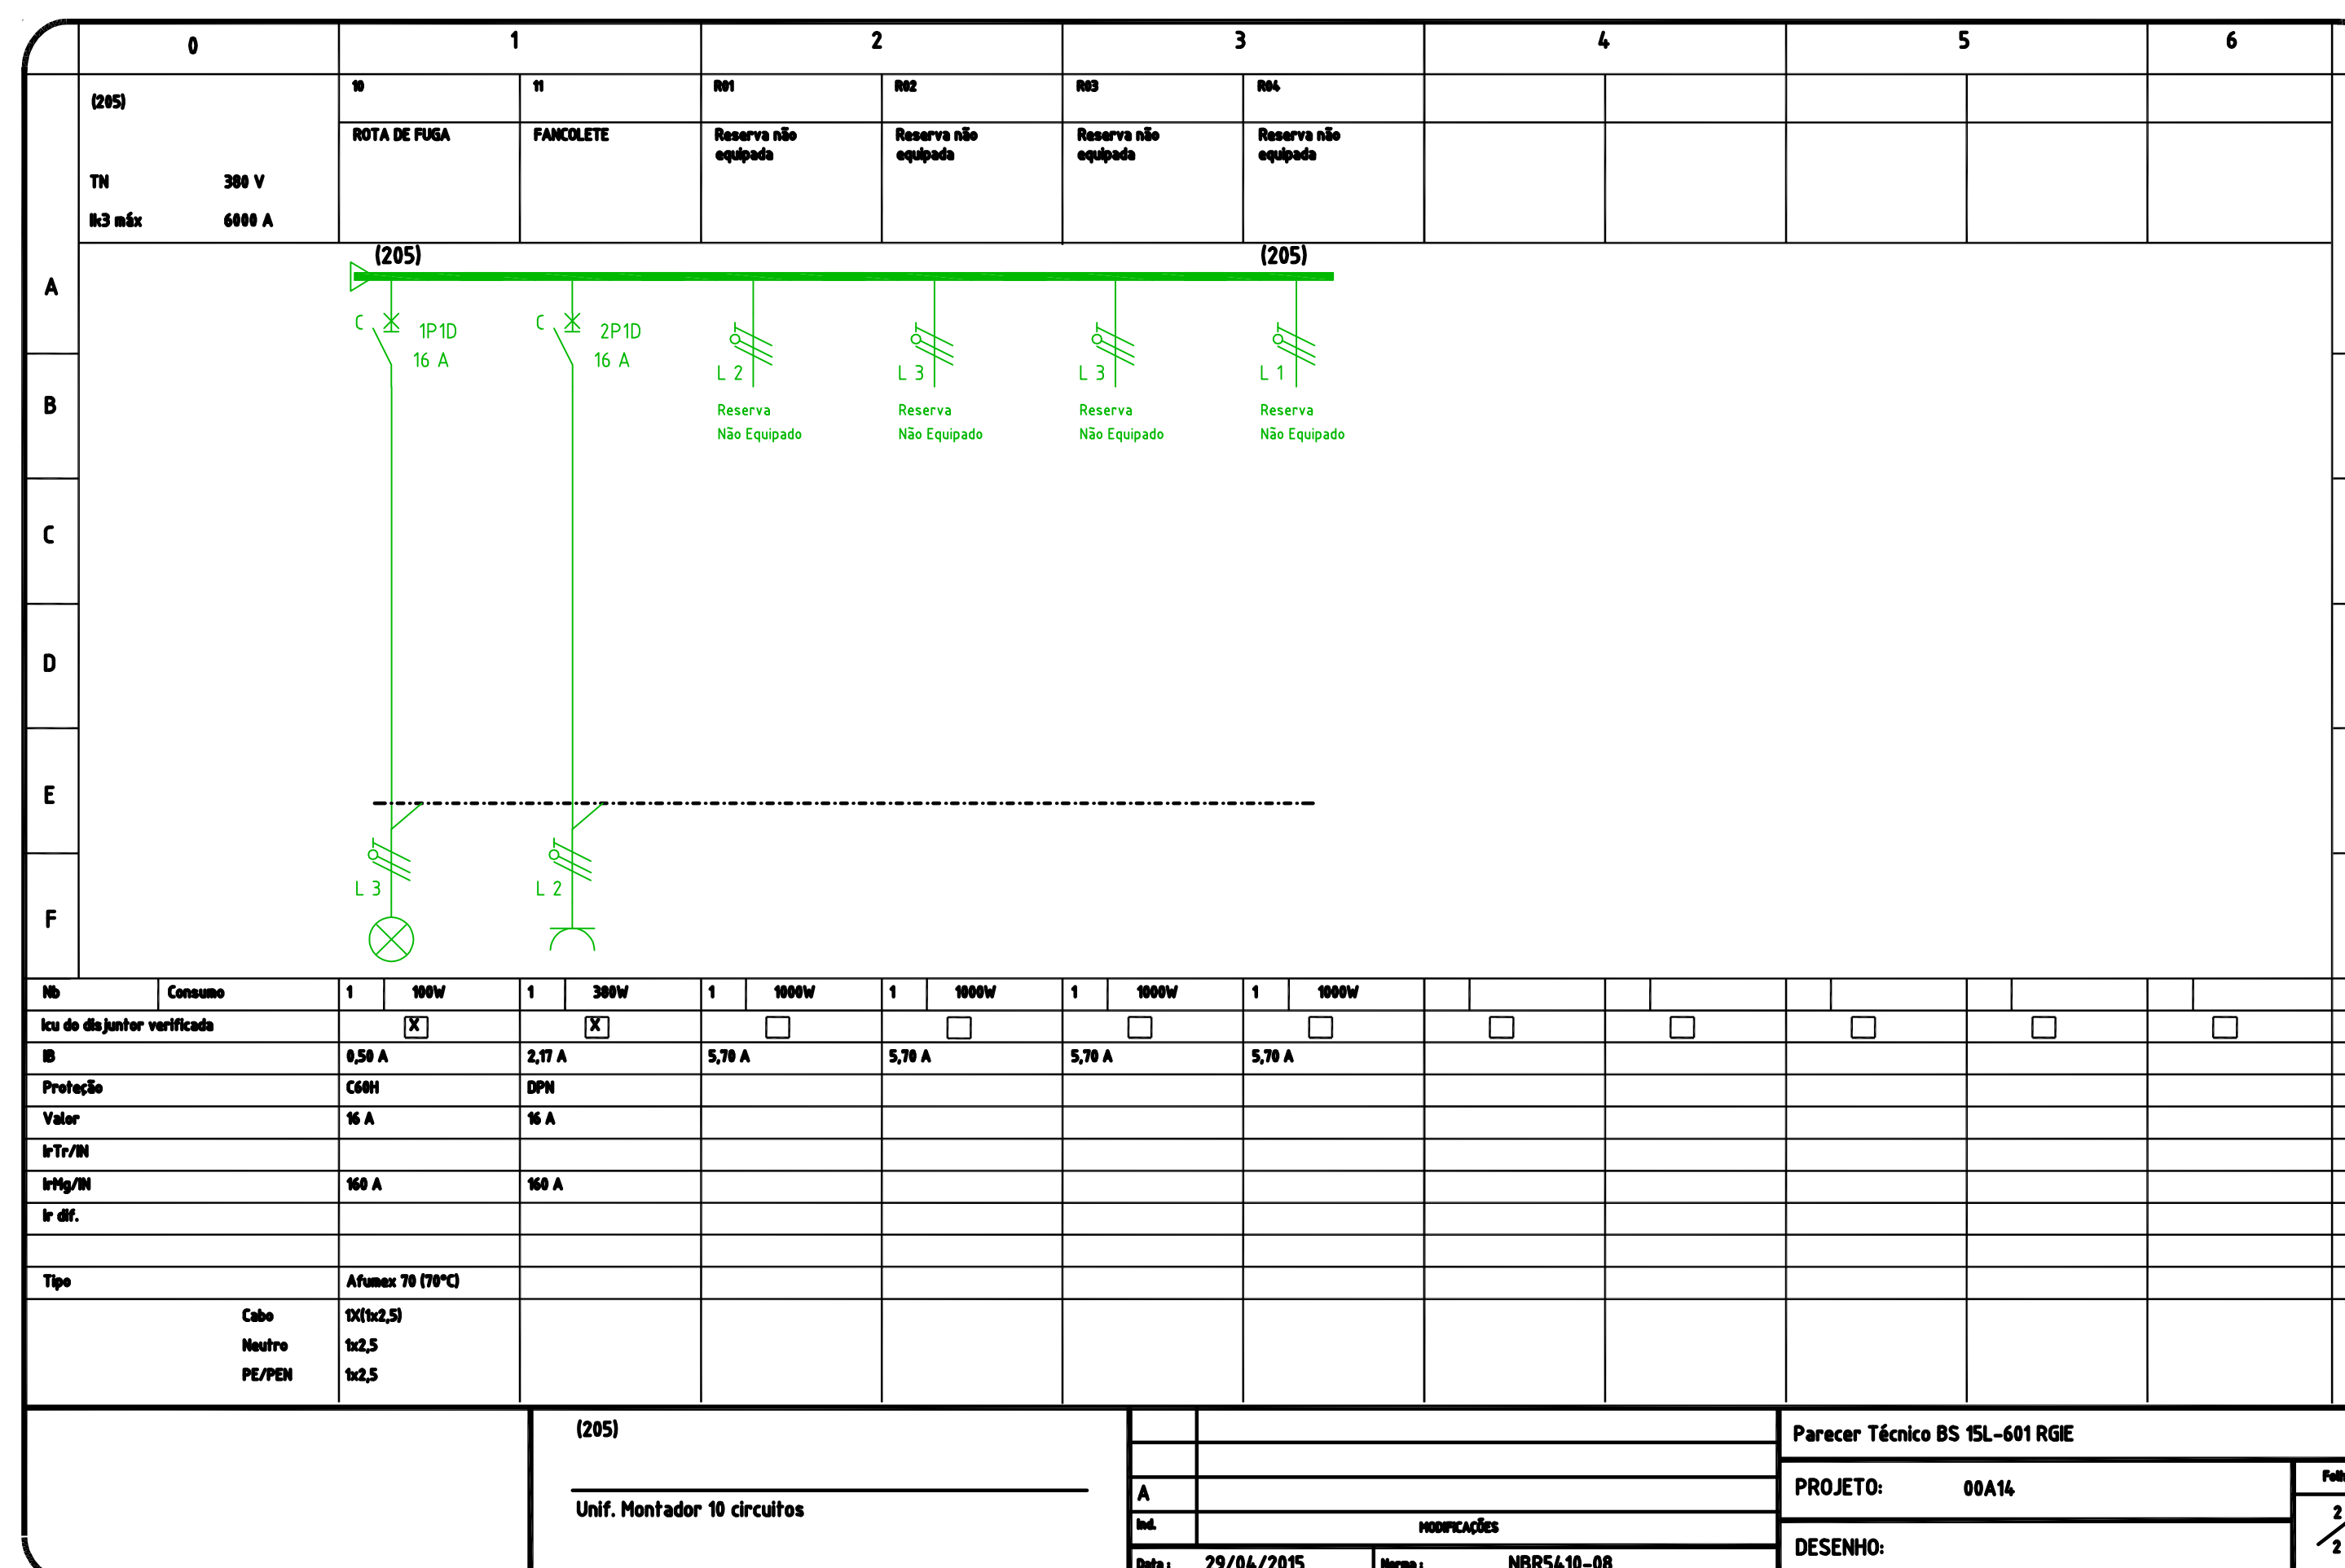 0 1 2 3 4 5 6
(205) 10 11 R01 R02 R03 R04
ROTA DE FUGA FANCOLETE Reserva não equipada Reserva não equipada Reserva não equipada Reserva não equipada
TN 380 V
Ik3 máx 6000 A
(205) (205)
A
C 1P1D C 2P1D
16 A 16 A
L 2 L 3 L 3 L 1
B
Reserva Reserva Reserva Reserva
Não Equipado Não Equipado Não Equipado Não Equipado
C
D
E
L 3 L 2
F
Nb Consumo 1 100W 1 380W 1 1000W 1 1000W 1 1000W 1 1000W
Icu do disjuntor verificada X X
IB 0,50 A 2,17 A 5,70 A 5,70 A 5,70 A 5,70 A
Proteção C60H DPN
Valor 16 A 16 A
IrTr/IN
IrMg/IN 160 A 160 A
Ir dif.
Tipo Afumex 70 (70°C)
Cabo 1X(1x2,5)
Neutro 1x2,5
PE/PEN 1x2,5
(205)
Unif. Montador 10 circuitos
A
Ind. MODIFICAÇÕES
Data : 29/04/2015 Norma : NBR5410-08
Parecer Técnico BS 15L-601 RGIE
PROJETO: 00A14
DESENHO:
2
2